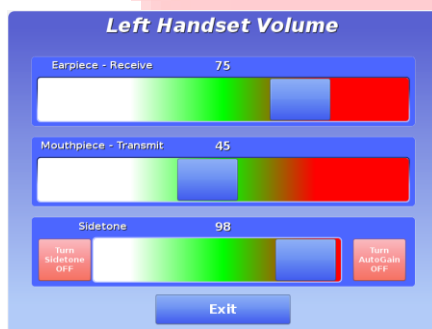 Left Handset Volume
Earpiece - Receive 75
Mouthpiece - Transmit 45
Sidetone 98
Turn
Sidetone
OFF
Turn
AutoGain
OFF
Exit